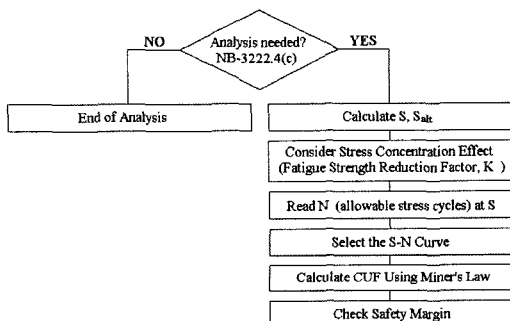 Analysis needed?
NB-3222.4(c)
NO
YES
End of Analysis
Calculate S, Salt
Consider Stress Concentration Effect
(Fatigue Strength Reduction Factor, K )
Read N (allowable stress cycles) at S
Select the S-N Curve
Calculate CUF Using Miner's Law
Check Safety Margin